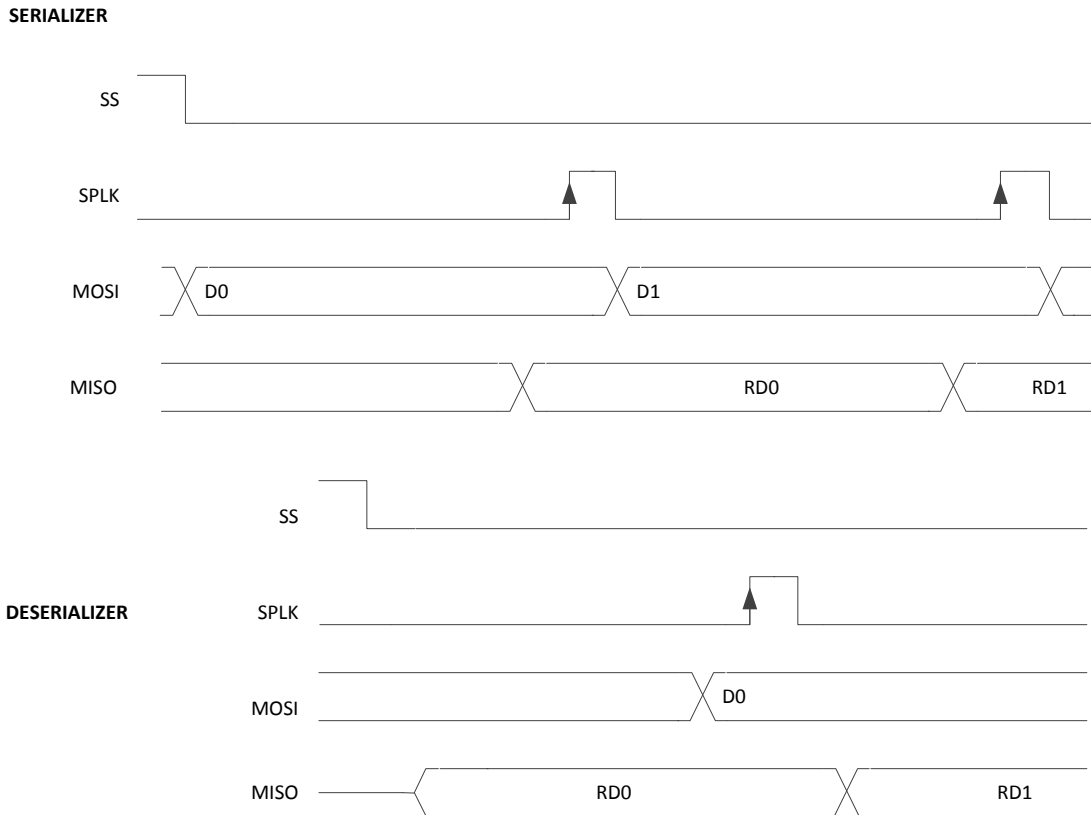 SERIALIZER
SS
SPLK
MOSI D0 D1
MISO RD0 RD1
SS
DESERIALIZER SPLK
MOSI D0
MISO RD0 RD1